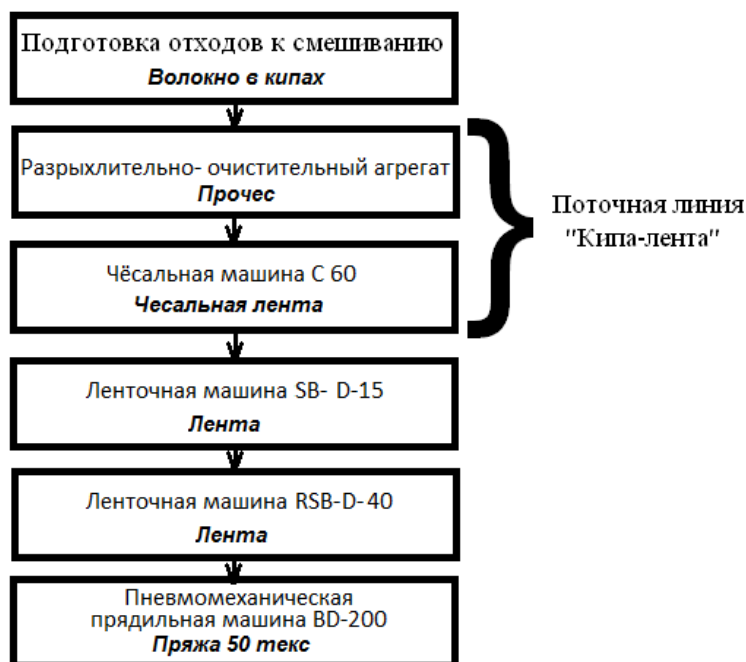 Подготовка отходов к смешиванию
Волокно в кипах
Разрыхлительно- очистительный агрегат
Прочес
Поточная линия
"Кипа-лента"
Чёсальная машина С 60
Чесальная лента
Ленточная машина SB- D-15
Лента
Ленточная машина RSB-D-40
Лента
Пневмомеханическая
прядильная машина BD-200
Пряжа 50 текс